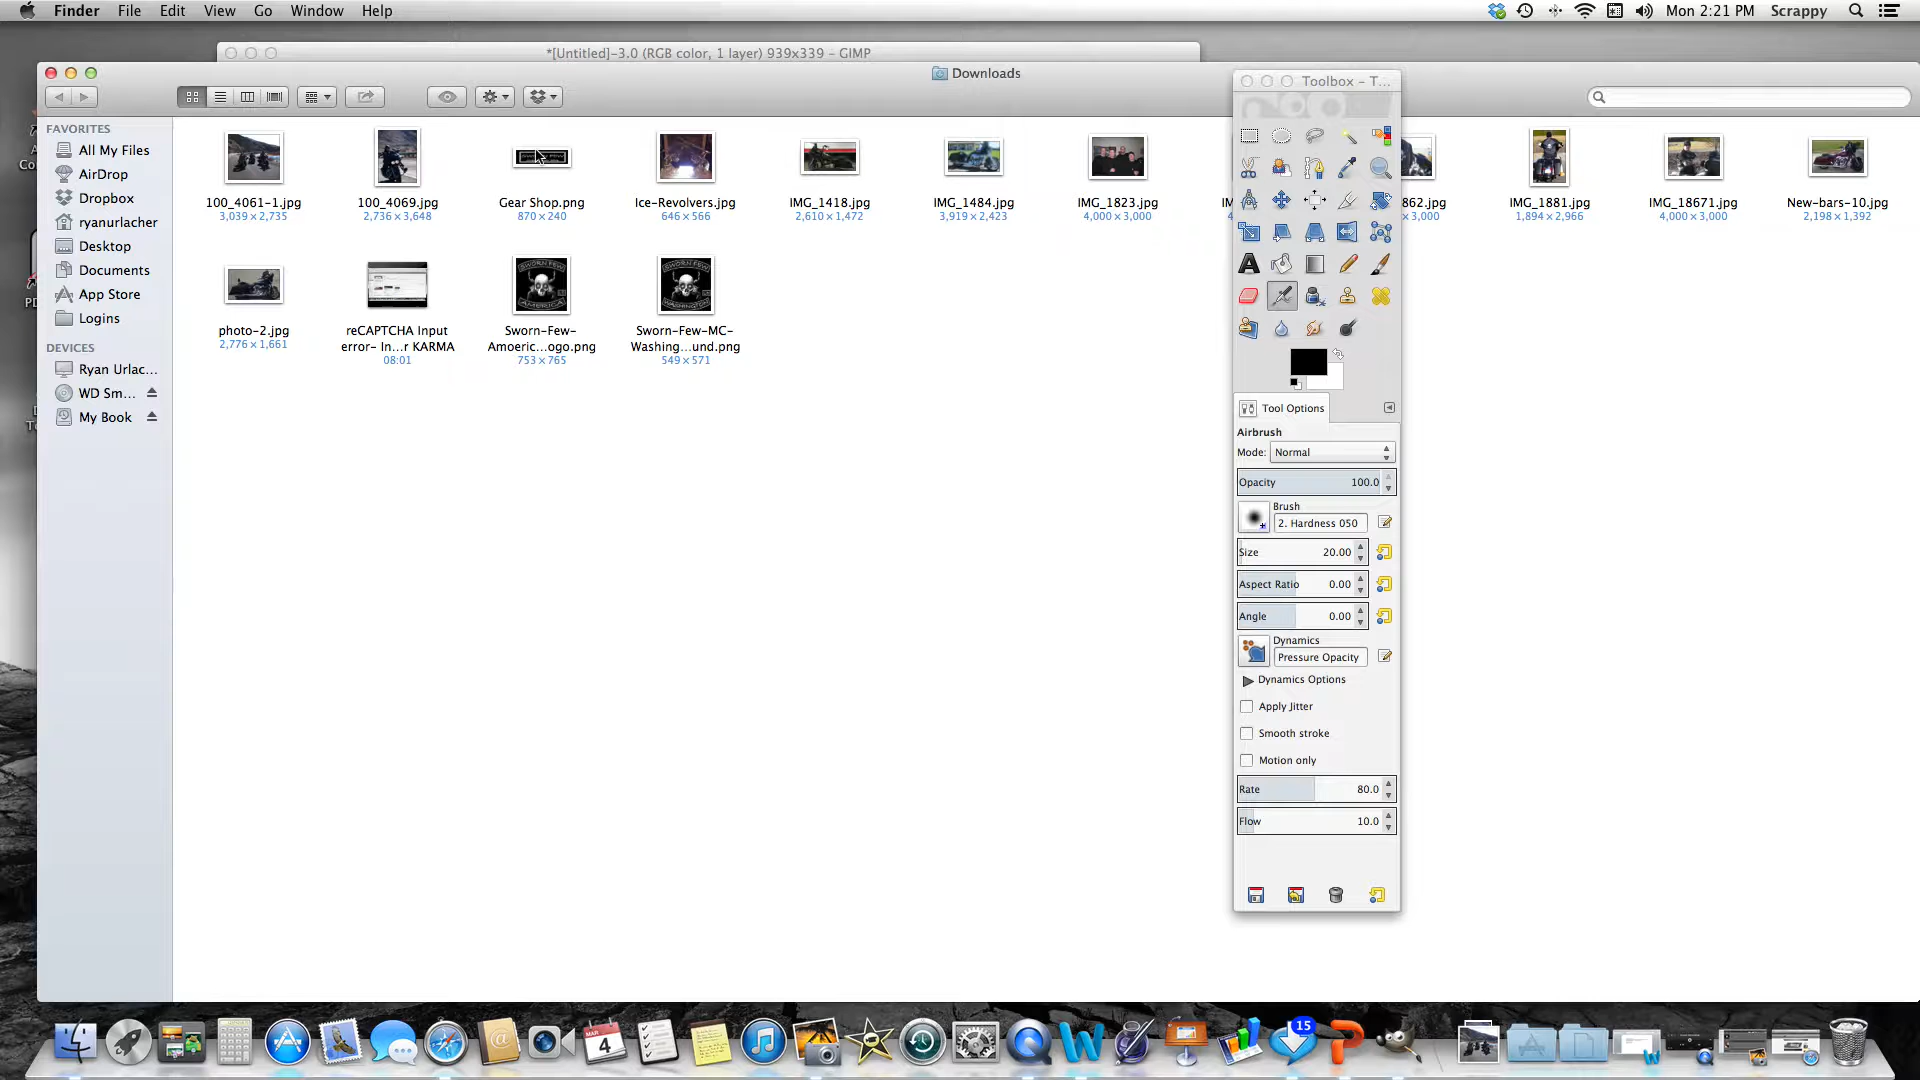 Finder File Edit View Go Window Help
Mon 2:21 PM Scrappy
*[Untitled]-3.0 (RGB color, 1 layer) 939x339 – GIMP
Downloads
Toolbox – T...
FAVORITES
All My Files
AirDrop
Dropbox
ryanurlacher
Desktop
Documents
App Store
Logins
DEVICES
Ryan Urlac...
WD Sm...
My Book
100_4061-1.jpg
3,039 × 2,735
100_4069.jpg
2,736 × 3,648
Gear Shop.png
870 × 240
Ice-Revolvers.jpg
646 × 566
IMG_1418.jpg
2,610 × 1,472
IMG_1484.jpg
3,919 × 2,423
IMG_1823.jpg
4,000 × 3,000
862.jpg
× 3,000
IMG_1881.jpg
1,894 × 2,966
IMG_18671.jpg
4,000 × 3,000
New-bars-10.jpg
2,198 × 1,392
photo-2.jpg
2,776 × 1,661
reCAPTCHA Input
error- In...r KARMA
08:01
SWORN FEW
AMERICA
Sworn-Few-
Amoeric...ogo.png
753 × 765
SWORN FEW
WASHINGTON
Sworn-Few-MC-
Washing...und.png
549 × 571
Tool Options
Airbrush
Mode: Normal
Opacity 100.0
Brush
2. Hardness 050
Size 20.00
Aspect Ratio 0.00
Angle 0.00
Dynamics
Pressure Opacity
Dynamics Options
Apply Jitter
Smooth stroke
Motion only
Rate 80.0
Flow 10.0
MAR
4
15